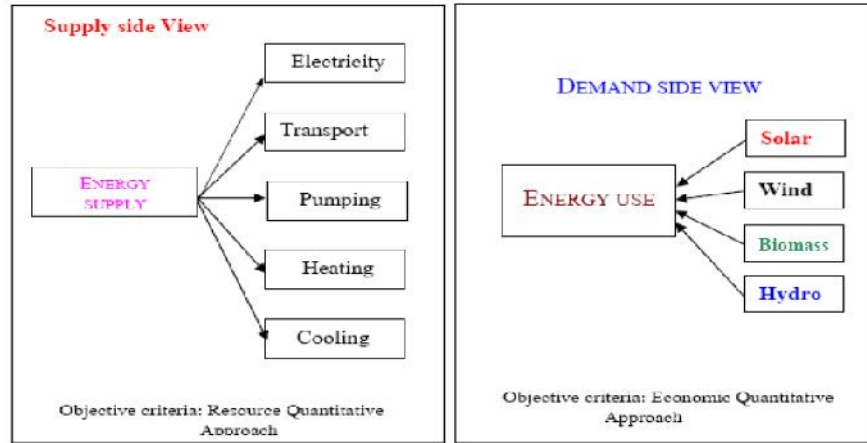 Supply side View
Electricity
Transport
ENERGY
SUPPLY
Pumping
Heating
Cooling
Objective criteria: Resource Quantitative
Approach
DEMAND SIDE VIEW
Solar
ENERGY USE
Wind
Biomass
Hydro
Objective criteria: Economic Quantitative
Approach